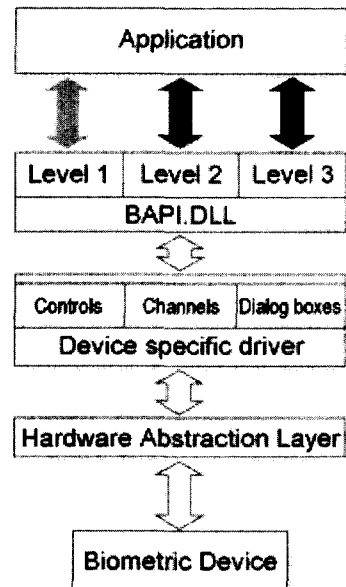 Application
Level 1 Level 2 Level 3
BAPI.DLL
Controls Channels Dialog boxes
Device specific driver
Hardware Abstraction Layer
Biometric Device